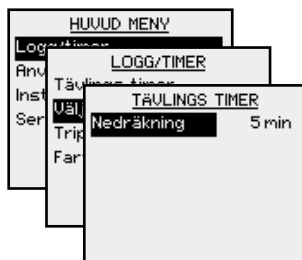 HUVUD MENY
Logg/timer
Anv
Inst
Ser
LOGG/TIMER
Tävlings timer
Välj
Trip
Far
TÄVLINGS TIMER
Nedräkning 5 min